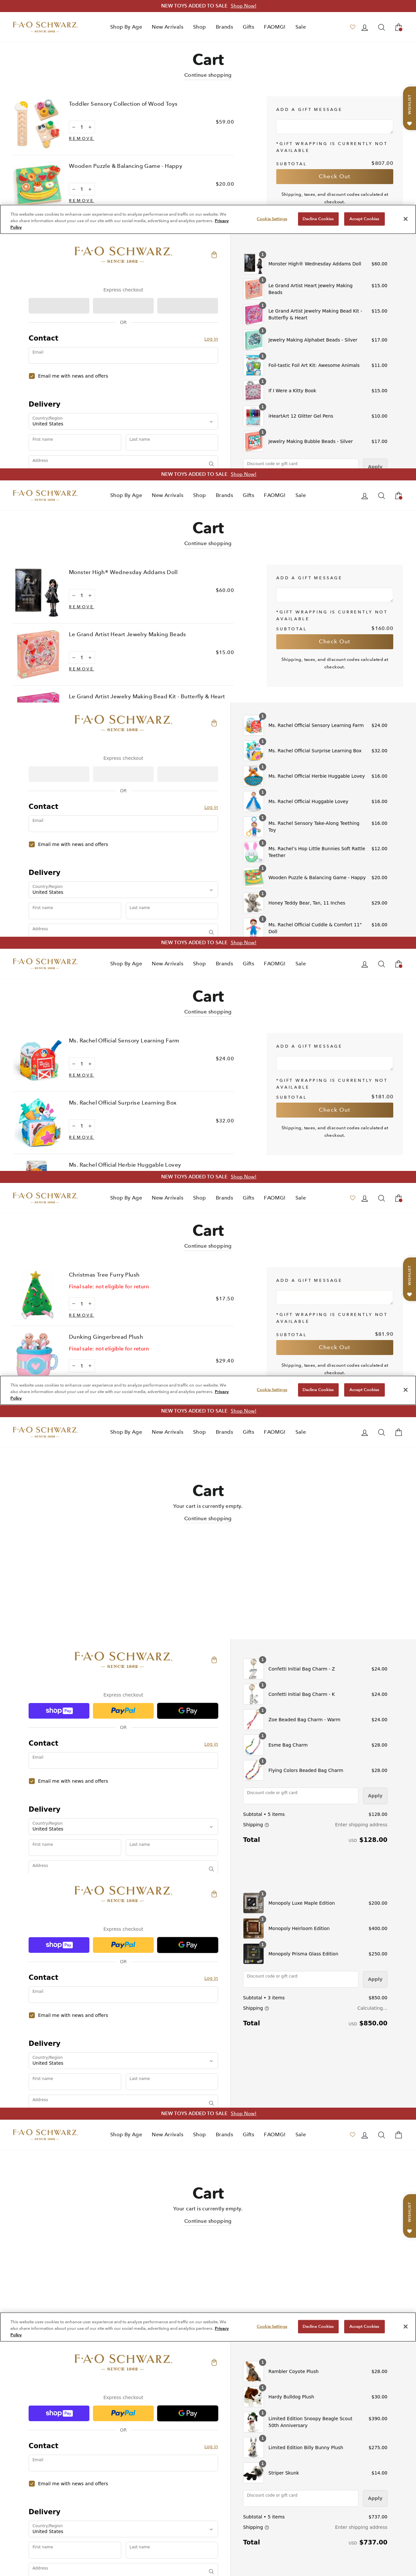 NEW TOYS ADDED TO SALE Shop Now!
F·A·O SCHWARZ.
— SINCE 1862 —
Shop By Age New Arrivals Shop Brands Gifts FAOMG! Sale
Cart
Continue shopping
Toddler Sensory Collection of Wood Toys
− 1 +
REMOVE
$59.00
Wooden Puzzle & Balancing Game - Happy
− 1 +
REMOVE
$20.00
ADD A GIFT MESSAGE
*GIFT WRAPPING IS CURRENTLY NOT
AVAILABLE
SUBTOTAL $807.00
Check Out
Shipping, taxes, and discount codes calculated at
checkout.
WISHLIST
This website uses cookies to enhance user experience and to analyze performance and traffic on our website. We
also share information about your use of our site with our social media, advertising and analytics partners. Privacy
Policy
Cookie Settings
Decline Cookies
Accept Cookies
F·A·O SCHWARZ.
— SINCE 1862 —
Express checkout
OR
Contact
Log in
Email
Email me with news and offers
Delivery
Country/Region
United States
First name
Last name
Address
1
Monster High® Wednesday Addams Doll $60.00
1
Le Grand Artist Heart Jewelry Making
Beads
$15.00
1
Le Grand Artist Jewelry Making Bead Kit -
Butterfly & Heart
$15.00
1
Jewelry Making Alphabet Beades - Silver $17.00
1
Foil-tastic Foil Art Kit: Awesome Animals $11.00
1
If I Were a Kitty Book $15.00
1
iHeartArt 12 Glitter Gel Pens $10.00
1
Jewelry Making Bubble Beads - Silver $17.00
Discount code or gift card
Apply
NEW TOYS ADDED TO SALE Shop Now!
F·A·O SCHWARZ.
— SINCE 1862 —
Shop By Age New Arrivals Shop Brands Gifts FAOMG! Sale
Cart
Continue shopping
Monster High® Wednesday Addams Doll
− 1 +
REMOVE
$60.00
Le Grand Artist Heart Jewelry Making Beads
− 1 +
REMOVE
$15.00
Le Grand Artist Jewelry Making Bead Kit - Butterfly & Heart
ADD A GIFT MESSAGE
*GIFT WRAPPING IS CURRENTLY NOT
AVAILABLE
SUBTOTAL $160.00
Check Out
Shipping, taxes, and discount codes calculated at
checkout.
F·A·O SCHWARZ.
— SINCE 1862 —
Express checkout
OR
Contact
Log in
Email
Email me with news and offers
Delivery
Country/Region
United States
First name
Last name
Address
1
Ms. Rachel Official Sensory Learning Farm $24.00
1
Ms. Rachel Official Surprise Learning Box $32.00
1
Ms. Rachel Official Herbie Huggable Lovey $16.00
1
Ms. Rachel Official Huggable Lovey $16.00
1
Ms. Rachel Sensory Take-Along Teething
Toy
$16.00
1
Ms. Rachel's Hop Little Bunnies Soft Rattle
Teether
$12.00
1
Wooden Puzzle & Balancing Game - Happy $20.00
1
Honey Teddy Bear, Tan, 11 Inches $29.00
1
Ms. Rachel Official Cuddle & Comfort 11"
Doll
$16.00
NEW TOYS ADDED TO SALE Shop Now!
F·A·O SCHWARZ.
— SINCE 1862 —
Shop By Age New Arrivals Shop Brands Gifts FAOMG! Sale
Cart
Continue shopping
Ms. Rachel Official Sensory Learning Farm
− 1 +
REMOVE
$24.00
Ms. Rachel Official Surprise Learning Box
− 1 +
REMOVE
$32.00
Ms. Rachel Official Herbie Huggable Lovey
ADD A GIFT MESSAGE
*GIFT WRAPPING IS CURRENTLY NOT
AVAILABLE
SUBTOTAL $181.00
Check Out
Shipping, taxes, and discount codes calculated at
checkout.
NEW TOYS ADDED TO SALE Shop Now!
F·A·O SCHWARZ.
— SINCE 1862 —
Shop By Age New Arrivals Shop Brands Gifts FAOMG! Sale
Cart
Continue shopping
Christmas Tree Furry Plush
Final sale: not eligible for return
− 1 +
REMOVE
$17.50
Dunking Gingerbread Plush
Final sale: not eligible for return
− 1 +
$29.40
ADD A GIFT MESSAGE
*GIFT WRAPPING IS CURRENTLY NOT
AVAILABLE
SUBTOTAL $81.90
Check Out
Shipping, taxes, and discount codes calculated at
checkout.
WISHLIST
This website uses cookies to enhance user experience and to analyze performance and traffic on our website. We
also share information about your use of our site with our social media, advertising and analytics partners. Privacy
Policy
Cookie Settings
Decline Cookies
Accept Cookies
NEW TOYS ADDED TO SALE Shop Now!
F·A·O SCHWARZ.
— SINCE 1862 —
Shop By Age New Arrivals Shop Brands Gifts FAOMG! Sale
Cart
Your cart is currently empty.
Continue shopping
F·A·O SCHWARZ.
— SINCE 1862 —
Express checkout
shop Pay
PayPal
G Pay
OR
Contact
Log in
Email
Email me with news and offers
Delivery
Country/Region
United States
First name
Last name
Address
1
Confetti Initial Bag Charm - Z $24.00
1
Confetti Initial Bag Charm - K $24.00
1
Zoe Beaded Bag Charm - Warm $24.00
1
Esme Bag Charm $28.00
1
Flying Colors Beaded Bag Charm $28.00
Discount code or gift card
Apply
Subtotal • 5 items $128.00
Shipping Enter shipping address
Total USD $128.00
F·A·O SCHWARZ.
— SINCE 1862 —
Express checkout
shop Pay
PayPal
G Pay
OR
Contact
Log in
Email
Email me with news and offers
Delivery
Country/Region
United States
First name
Last name
Address
1
Monopoly Luxe Maple Edition $200.00
1
Monopoly Heirloom Edition $400.00
1
Monopoly Prisma Glass Edition $250.00
Discount code or gift card
Apply
Subtotal • 3 items $850.00
Shipping Calculating...
Total USD $850.00
NEW TOYS ADDED TO SALE Shop Now!
F·A·O SCHWARZ.
— SINCE 1862 —
Shop By Age New Arrivals Shop Brands Gifts FAOMG! Sale
Cart
Your cart is currently empty.
Continue shopping
WISHLIST
This website uses cookies to enhance user experience and to analyze performance and traffic on our website. We
also share information about your use of our site with our social media, advertising and analytics partners. Privacy
Policy
Cookie Settings
Decline Cookies
Accept Cookies
F·A·O SCHWARZ.
— SINCE 1862 —
Express checkout
shop Pay
PayPal
G Pay
OR
Contact
Log in
Email
Email me with news and offers
Delivery
Country/Region
United States
First name
Last name
Address
1
Rambler Coyote Plush $28.00
1
Hardy Bulldog Plush $30.00
1
Limited Edition Snoopy Beagle Scout
50th Anniversary
$390.00
1
Limited Edition Billy Bunny Plush $275.00
1
Striper Skunk $14.00
Discount code or gift card
Apply
Subtotal • 5 items $737.00
Shipping Enter shipping address
Total USD $737.00